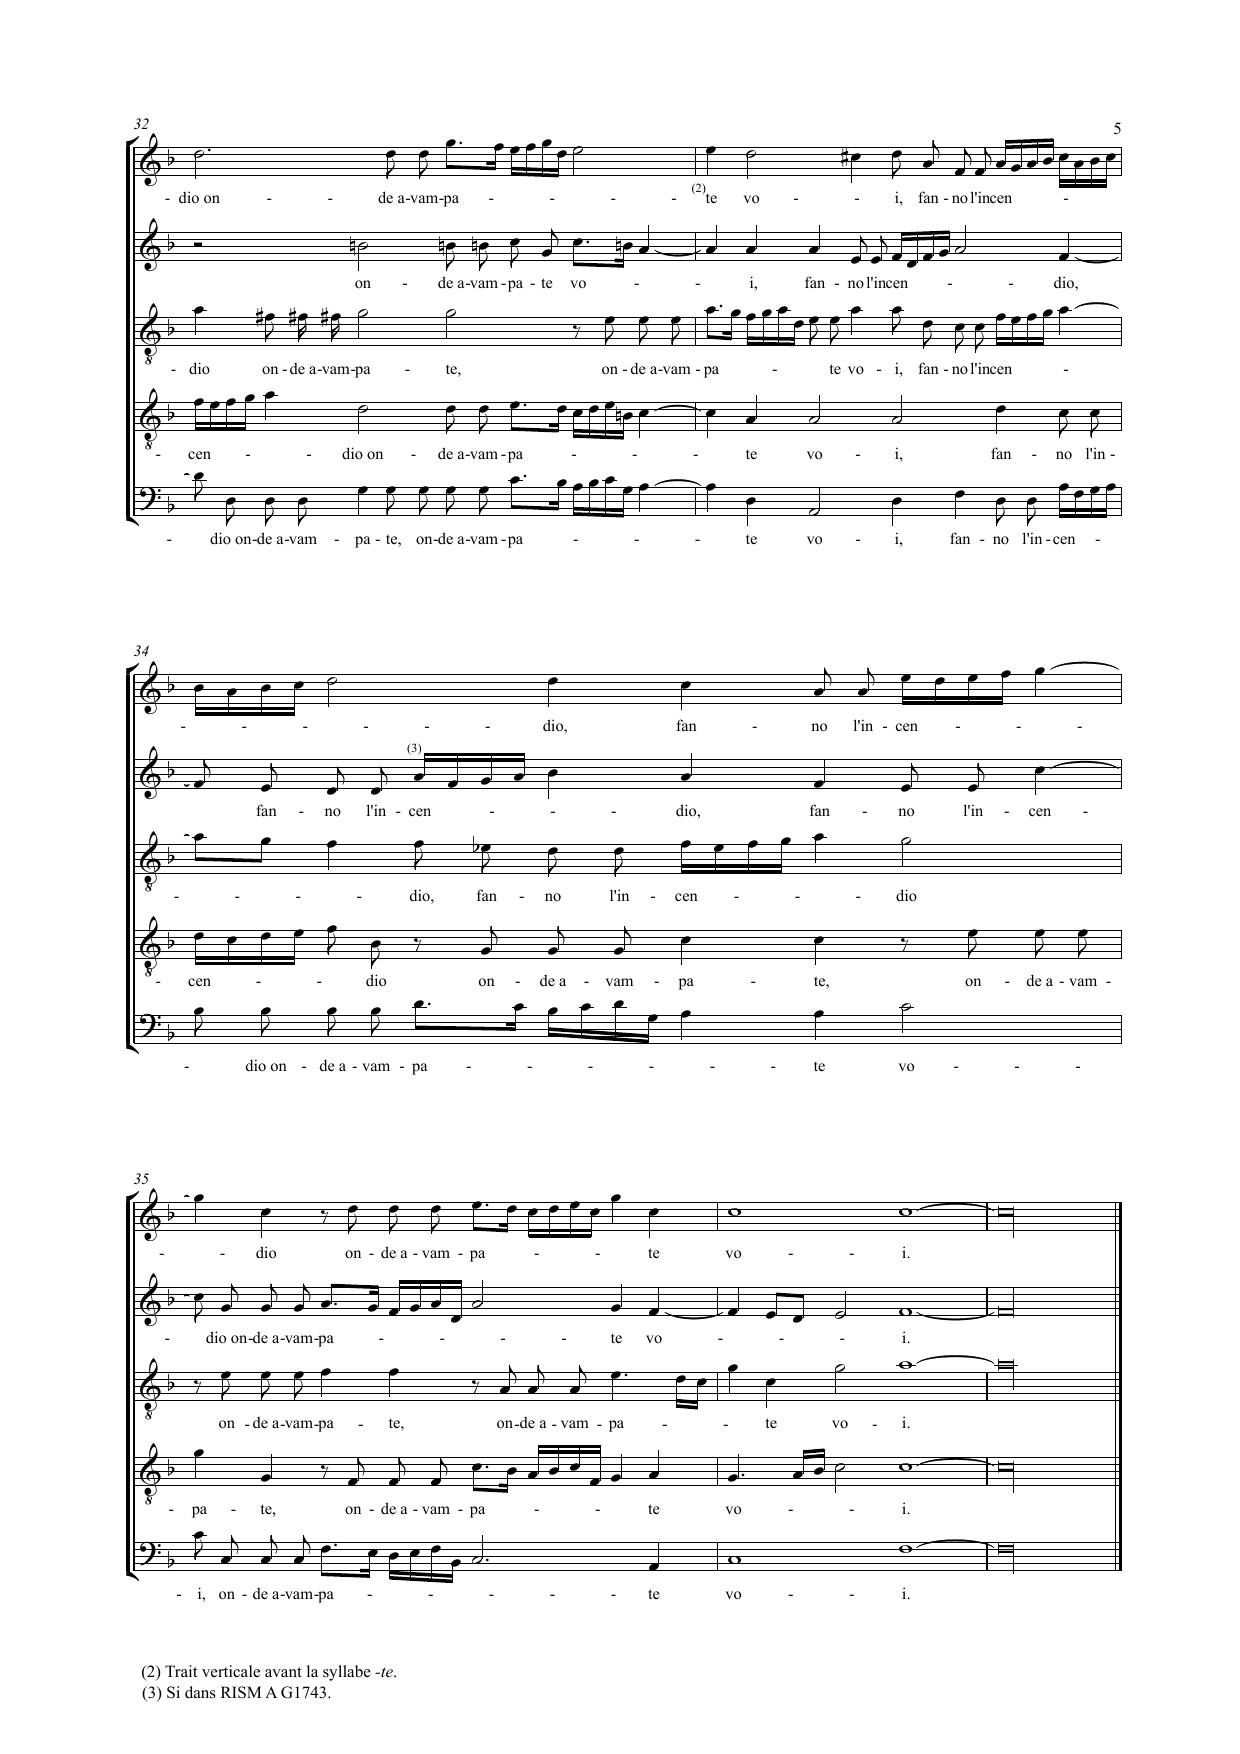 32
5
- dio on - - de a-vam-pa - - - - (2) te vo - - i, fan - no l'incen - -
on - de a-vam - pa - te vo - - - i, fan - no l'incen - - - dio,
- dio on - de a-vam-pa - te, on - de a-vam - pa - - te vo - i, fan - no l'incen - -
- cen - - dio on - de a-vam - pa - - - - te vo - i, fan - no l'in -
- dio on-de a-vam - pa - te, on-de a-vam - pa - - - te vo - i, fan - no l'in - cen -
34
- - - - - - dio, fan - no l'in - cen - - -
(3)
fan - no l'in - cen - - - dio, fan - no l'in - cen -
- - - - dio, fan - no l'in - cen - - - dio
- cen - - dio on - de a - vam - pa - te, on - de a - vam -
- dio on - de a - vam - pa - - - - - - te vo - - -
35
- - dio on - de a - vam - pa - - - te vo - - i.
- dio on-de a-vam-pa - - - - te vo - - - i.
on - de a-vam-pa - te, on-de a - vam - pa - - te vo - i.
- pa - te, on - de a - vam - pa - - - te vo - - i.
- i, on - de a-vam-pa - - - - - te vo - - i.
(2) Trait verticale avant la syllabe -te.
(3) Si dans RISM A G1743.